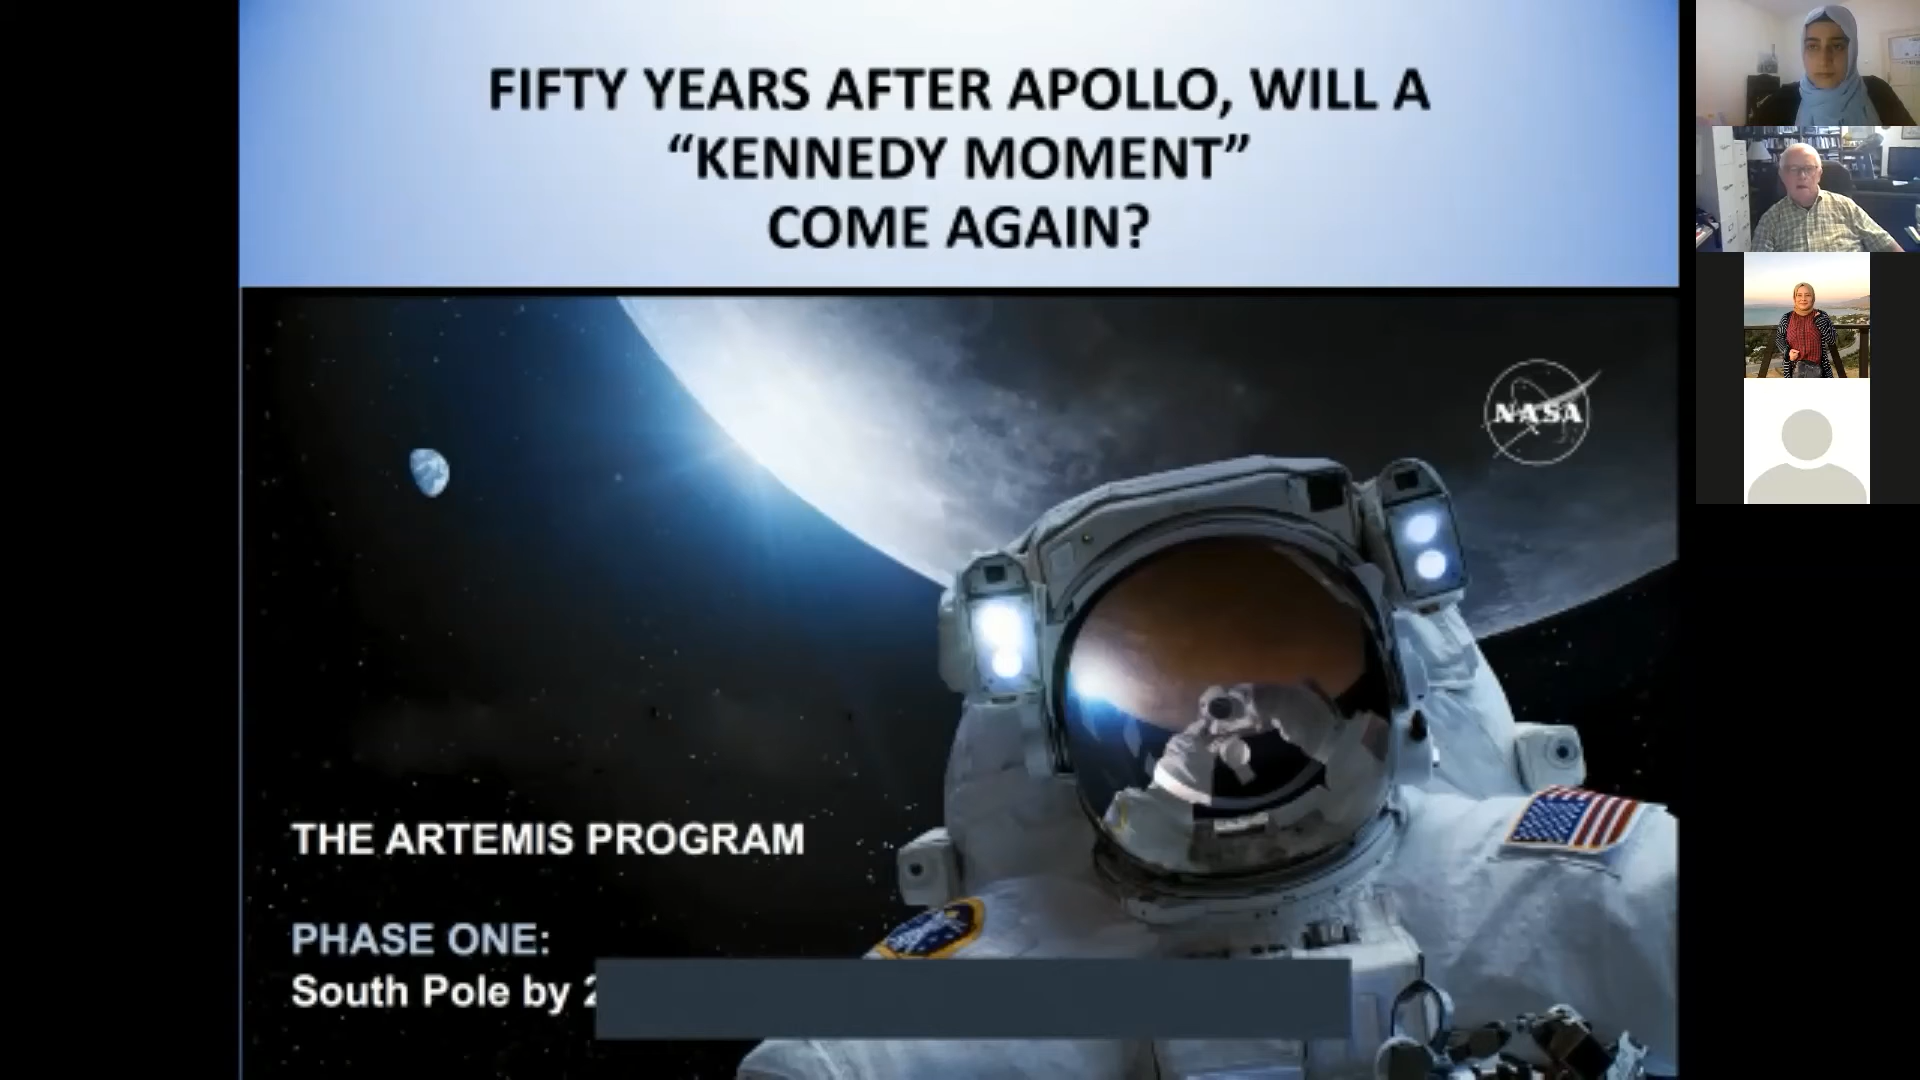 FIFTY YEARS AFTER APOLLO, WILL A
“KENNEDY MOMENT”
COME AGAIN?
NASA
THE ARTEMIS PROGRAM
PHASE ONE:
South Pole by